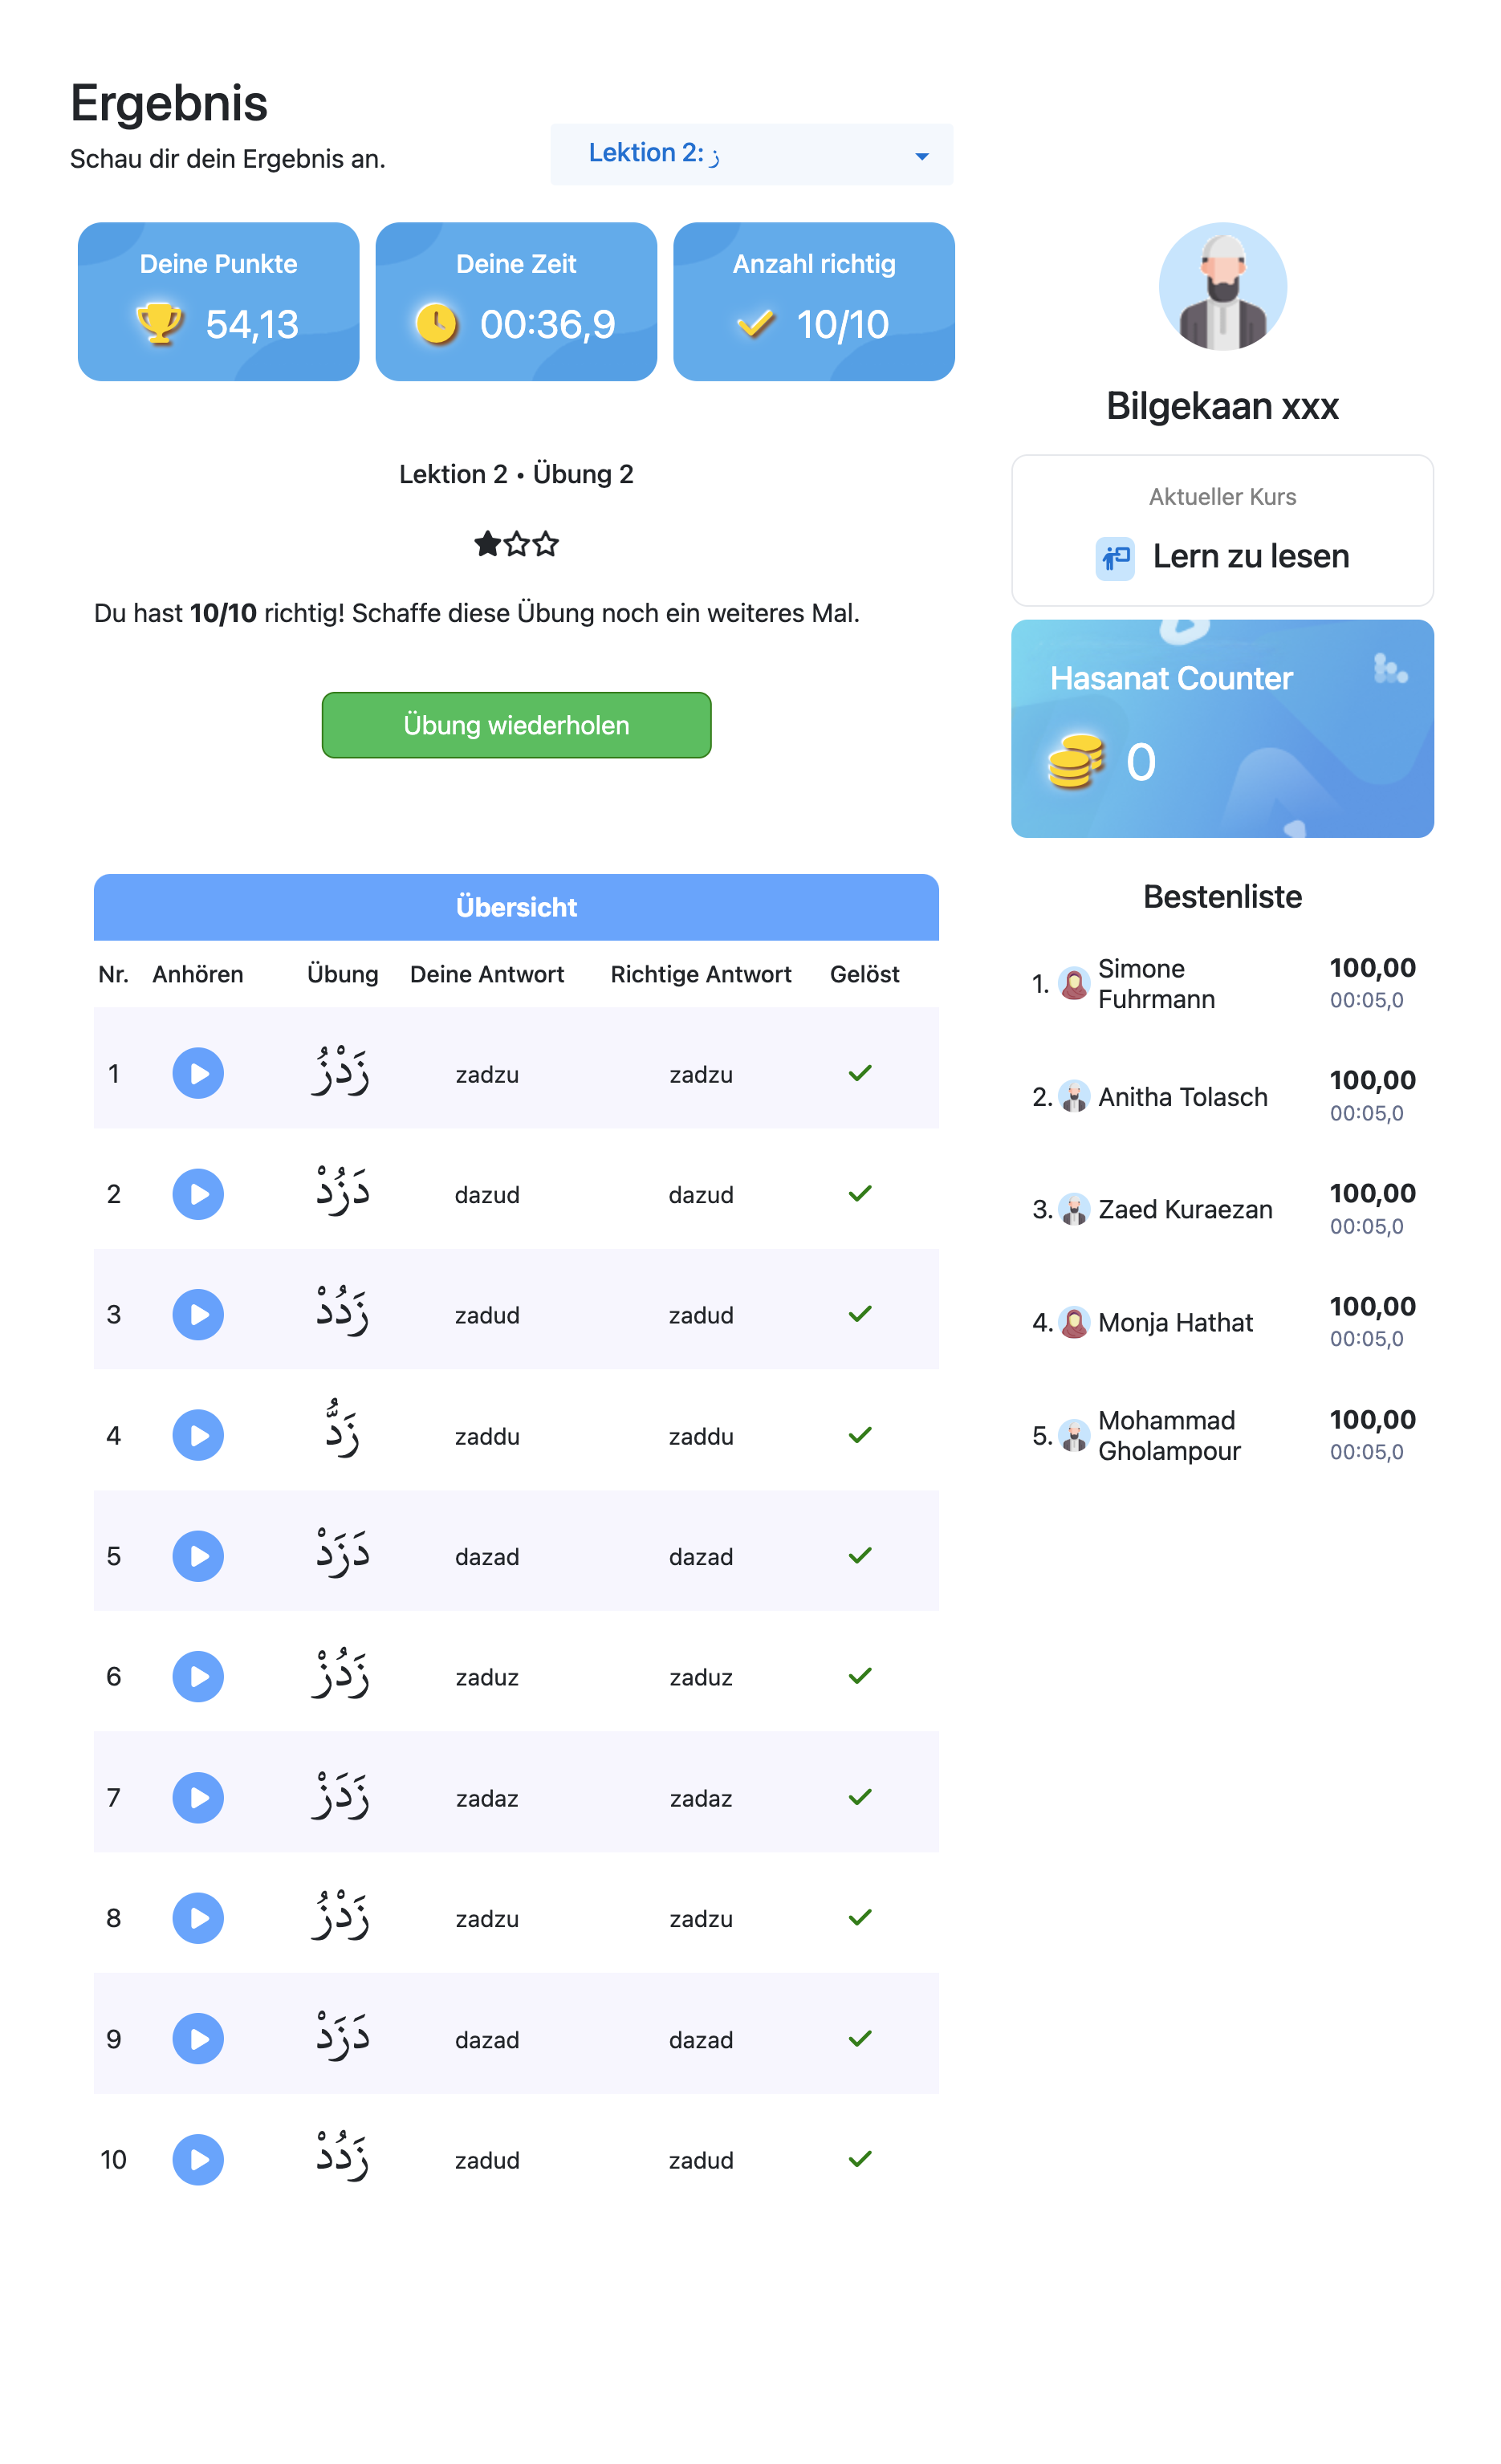 Ergebnis
Schau dir dein Ergebnis an.
Lektion 2: ز
Deine Punkte
54,13
Deine Zeit
00:36,9
Anzahl richtig
10/10
Lektion 2 • Übung 2
Du hast 10/10 richtig! Schaffe diese Übung noch ein weiteres Mal.
Übung wiederholen
Übersicht
Nr. Anhören Übung Deine Antwort Richtige Antwort Gelöst
1 زَدْزُ zadzu zadzu
2 دَزُدْ dazud dazud
3 زَدُدْ zadud zadud
4 زَدُّ zaddu zaddu
5 دَزَدْ dazad dazad
6 زَدُزْ zaduz zaduz
7 زَدَزْ zadaz zadaz
8 زَدْزُ zadzu zadzu
9 دَزَدْ dazad dazad
10 زَدُدْ zadud zadud
Bilgekaan xxx
Aktueller Kurs
Lern zu lesen
Hasanat Counter
0
Bestenliste
1. Simone Fuhrmann 100,00
00:05,0
2. Anitha Tolasch 100,00
00:05,0
3. Zaed Kuraezan 100,00
00:05,0
4. Monja Hathat 100,00
00:05,0
5. Mohammad Gholampour 100,00
00:05,0